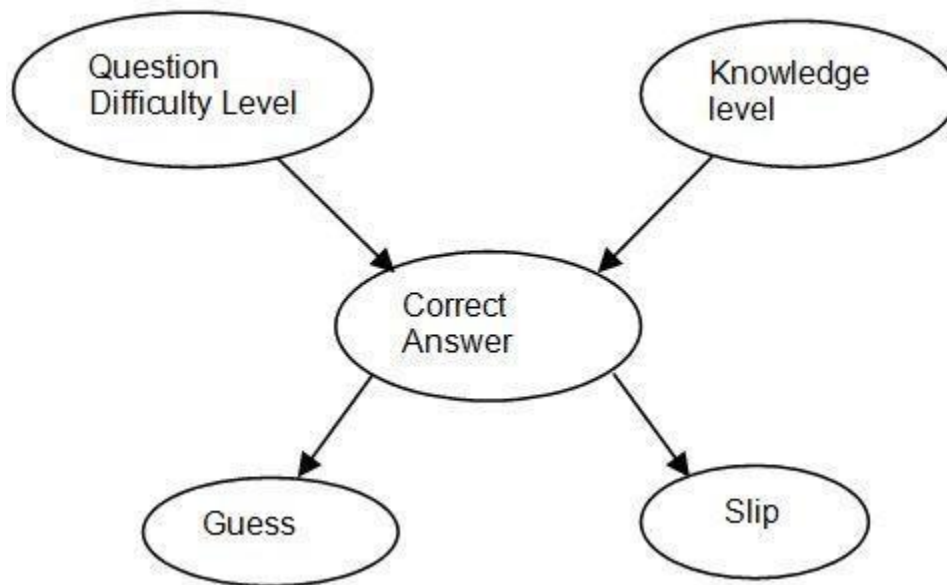 Question
Difficulty Level
Knowledge
level
Correct
Answer
Guess
Slip